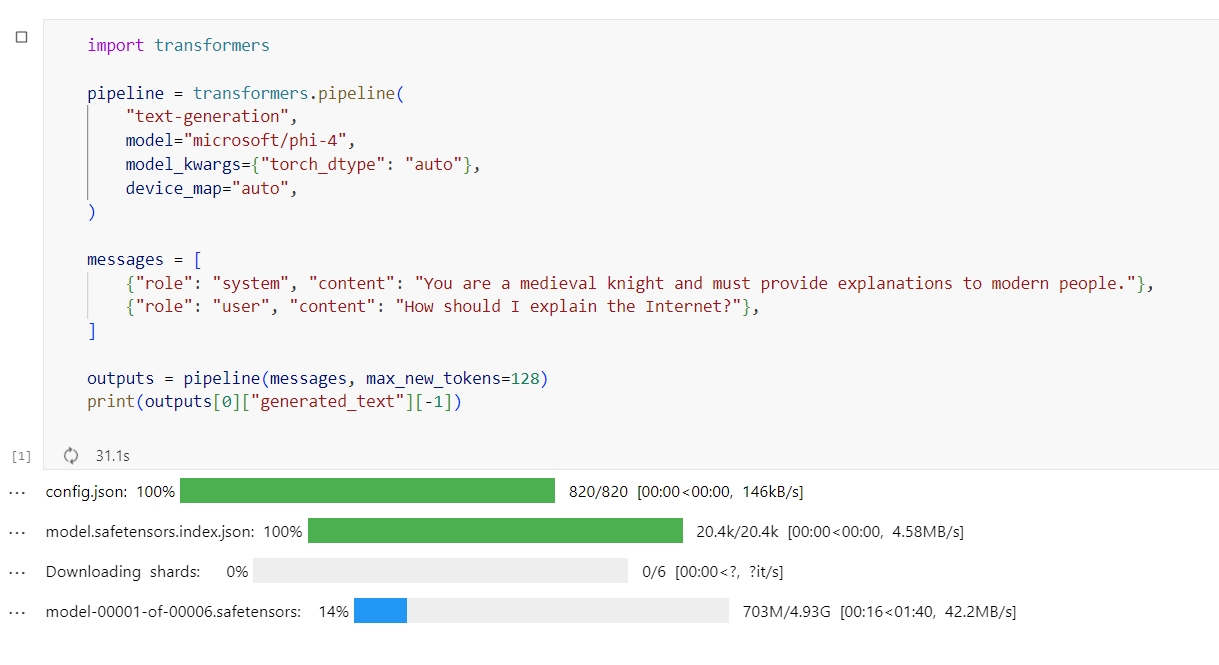 import transformers
pipeline = transformers.pipeline(
"text-generation",
model="microsoft/phi-4",
model_kwargs={"torch_dtype": "auto"},
device_map="auto",
)
messages = [
{"role": "system", "content": "You are a medieval knight and must provide explanations to modern people."},
{"role": "user", "content": "How should I explain the Internet?"},
]
outputs = pipeline(messages, max_new_tokens=128)
print(outputs[0]["generated_text"][-1])
[1] 31.1s
... config.json: 100% 820/820 [00:00<00:00, 146kB/s]
... model.safetensors.index.json: 100% 20.4k/20.4k [00:00<00:00, 4.58MB/s]
... Downloading shards: 0% 0/6 [00:00<?, ?it/s]
... model-00001-of-00006.safetensors: 14% 703M/4.93G [00:16<01:40, 42.2MB/s]